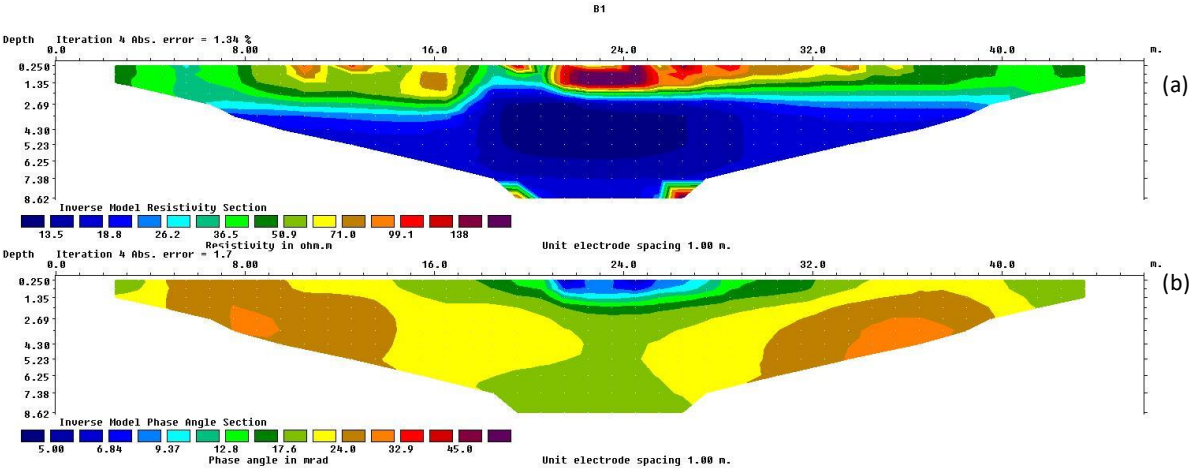 B1
Depth Iteration 4 Abs. error = 1.34 %
0.0 8.00 16.0 24.0 32.0 40.0 m.
0.250
1.35
2.69
4.30
5.23
6.25
7.38
8.62
(a)
Inverse Model Resistivity Section
13.5 18.8 26.2 36.5 50.9 71.0 99.1 138
Resistivity in ohm.m Unit electrode spacing 1.00 m.
Depth Iteration 4 Abs. error = 1.7
0.0 8.00 16.0 24.0 32.0 40.0 m.
0.250
1.35
2.69
4.30
5.23
6.25
7.38
8.62
(b)
Inverse Model Phase Angle Section
5.00 6.84 9.37 12.8 17.6 24.0 32.9 45.0
Phase angle in mrad Unit electrode spacing 1.00 m.